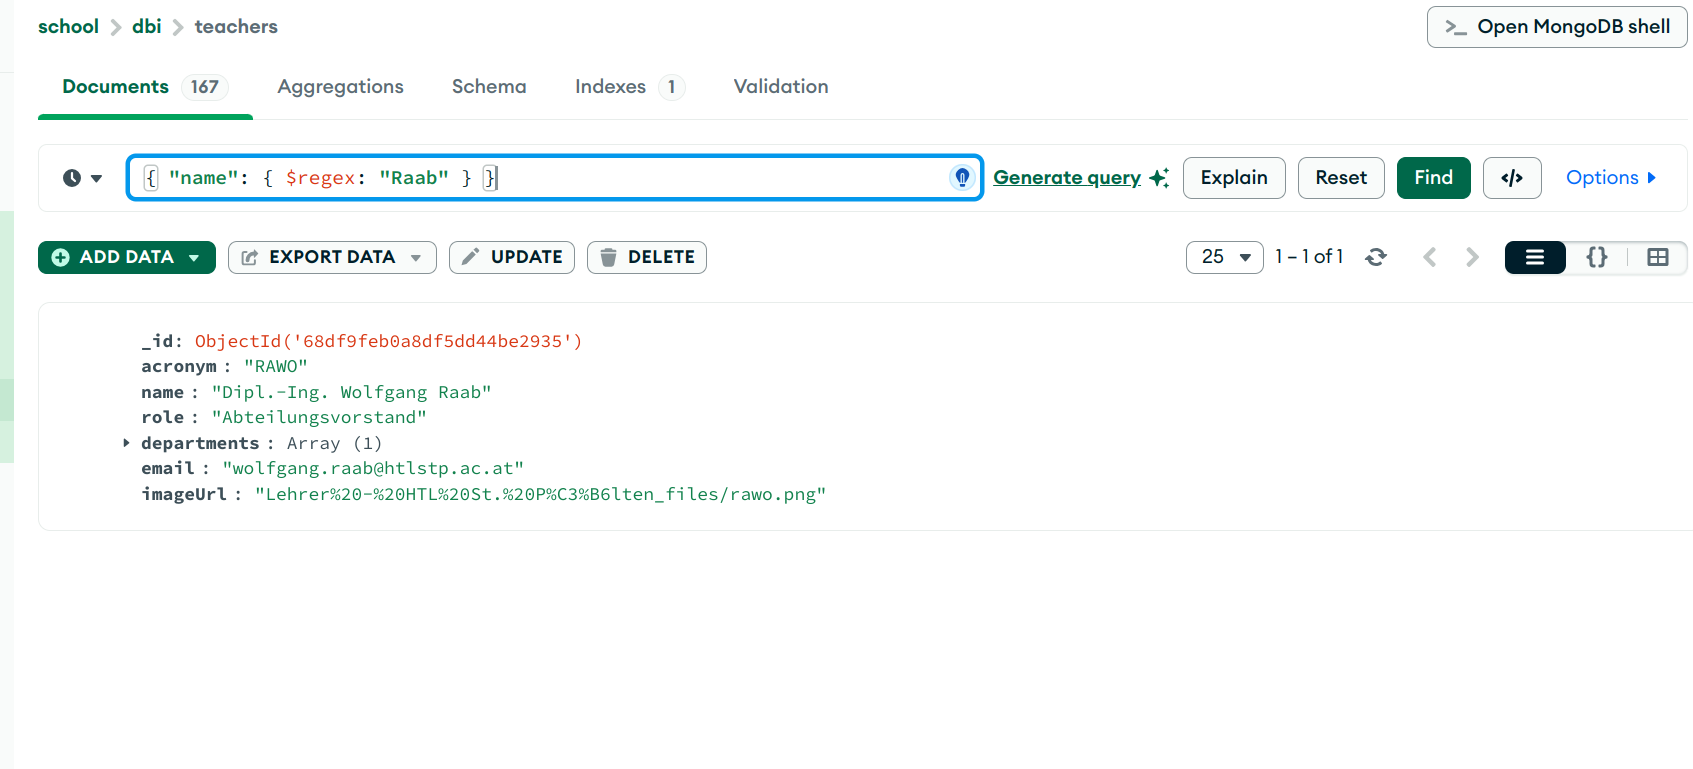 school > dbi > teachers
>_ Open MongoDB shell
Documents 167 Aggregations Schema Indexes 1 Validation
{ "name": { $regex: "Raab" } }
Generate query Explain Reset Find </> Options
ADD DATA EXPORT DATA UPDATE DELETE 25 1 – 1 of 1 {}
_id: ObjectId('68df9feb0a8df5dd44be2935')
acronym : "RAWO"
name : "Dipl.-Ing. Wolfgang Raab"
role : "Abteilungsvorstand"
departments : Array (1)
email : "wolfgang.raab@htlstp.ac.at"
imageUrl : "Lehrer%20-%20HTL%20St.%20P%C3%B6lten_files/rawo.png"